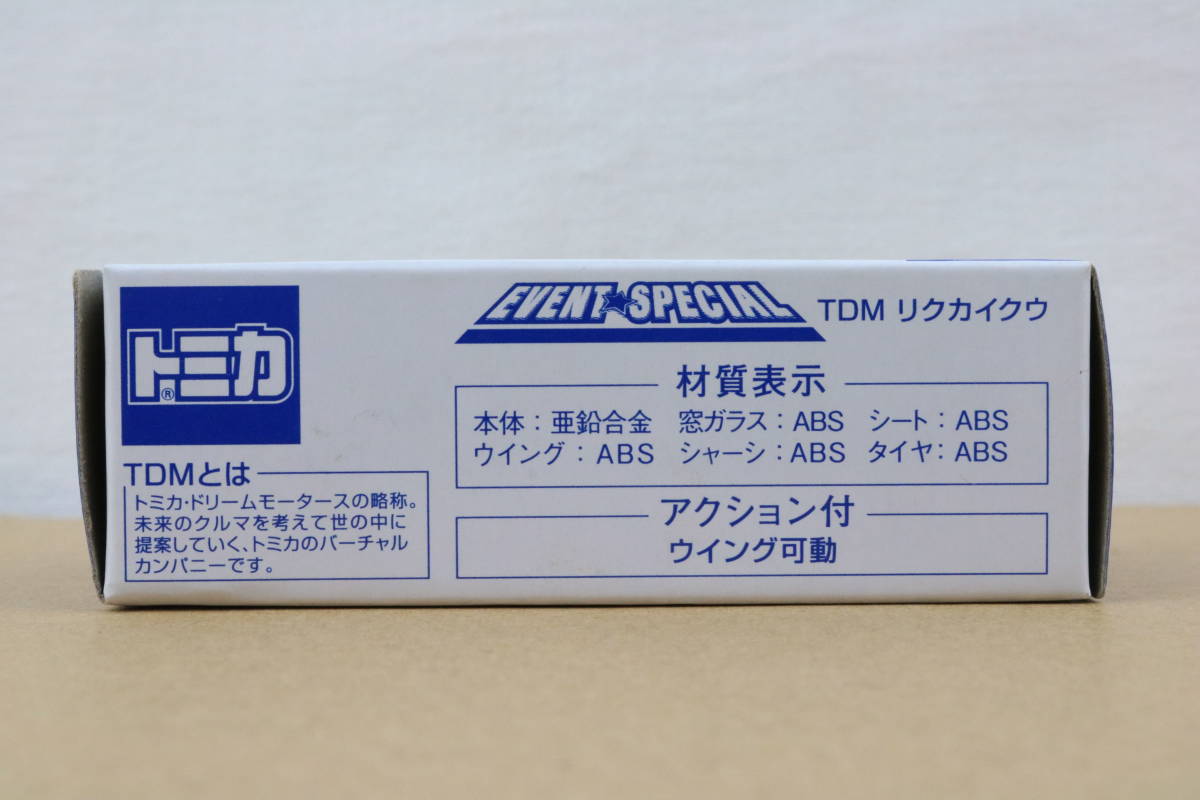 トミカ®
EVENT★SPECIAL TDM リクカイクウ
材質表示
本体：亜鉛合金 窓ガラス：ABS シート：ABS
ウイング：ABS シャーシ：ABS タイヤ：ABS
TDMとは
トミカ・ドリームモータースの略称。
未来のクルマを考えて世の中に
提案していく、トミカのバーチャル
カンパニーです。
アクション付
ウイング可動